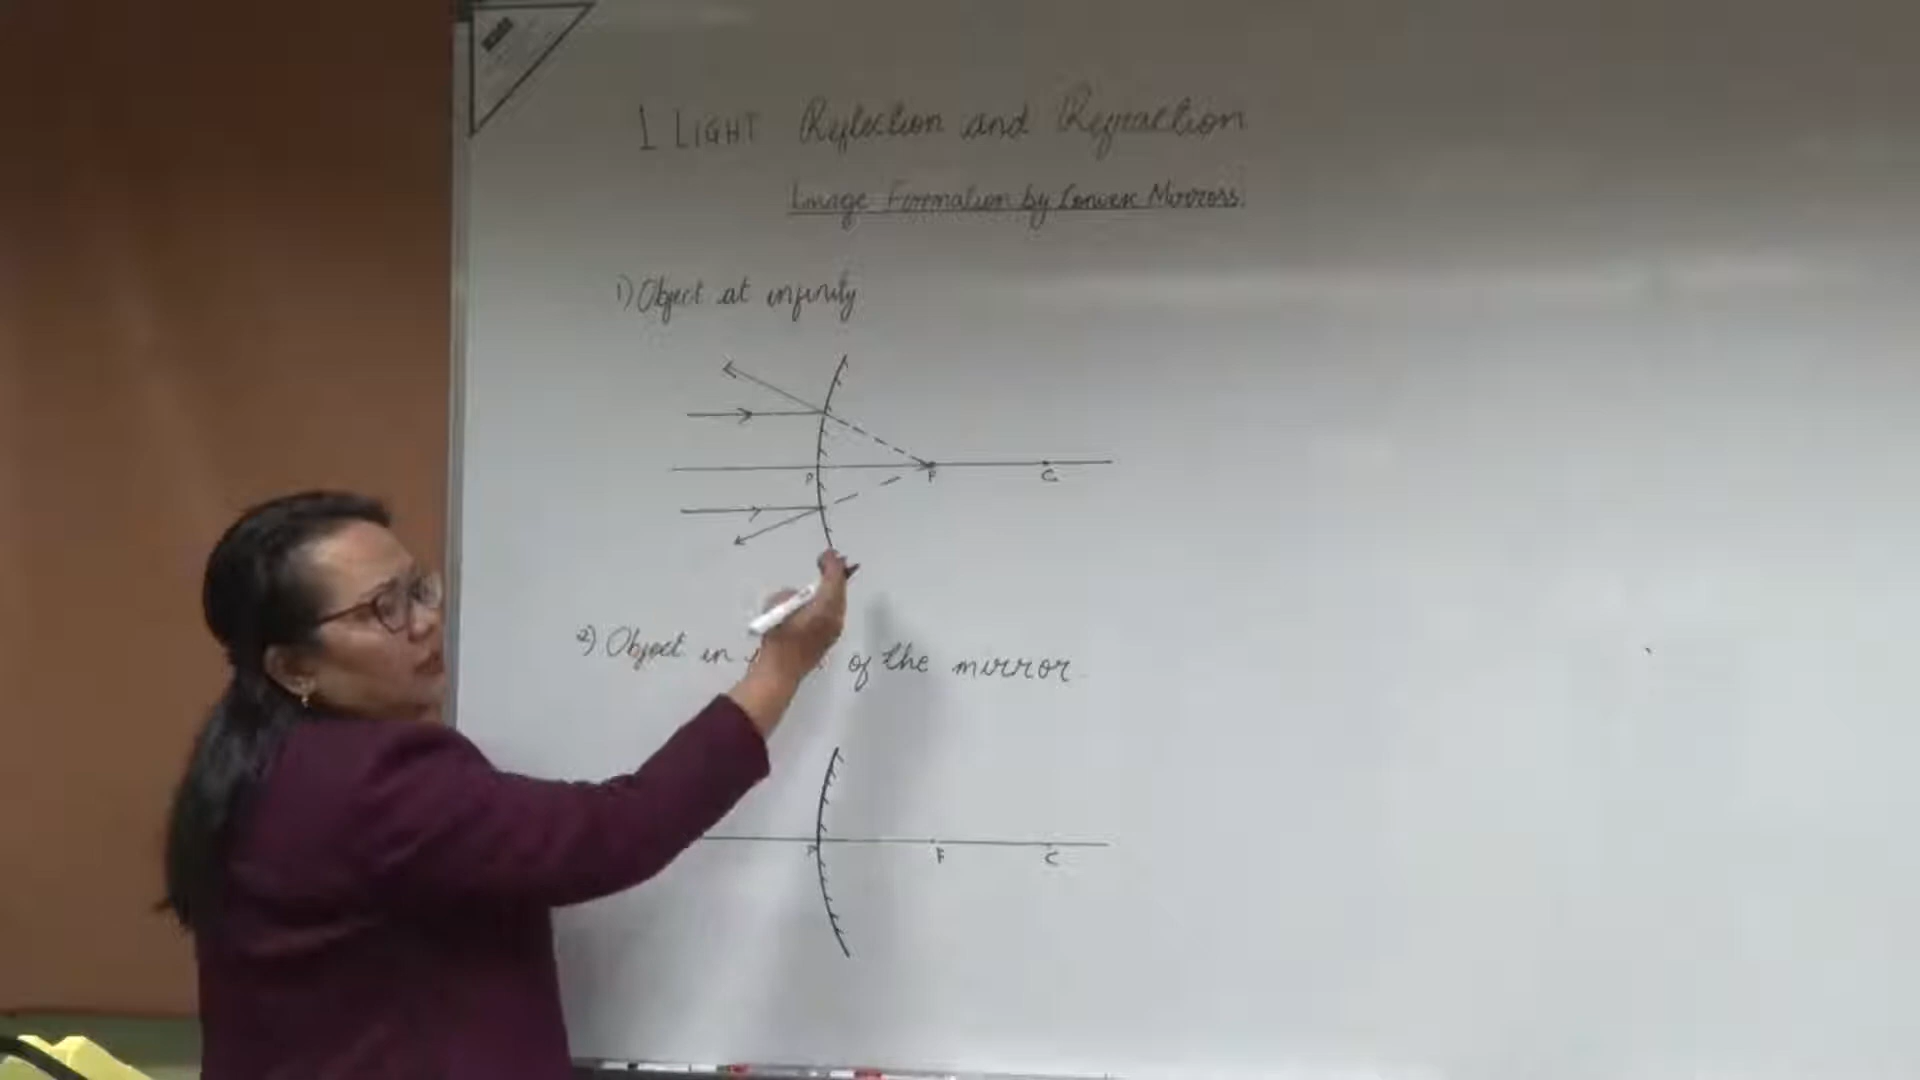 1 LIGHT Reflection and Refraction
Image Formation by Convex Mirrors.
1) Object at infinity
P F C
2) Object in of the mirror
P F C